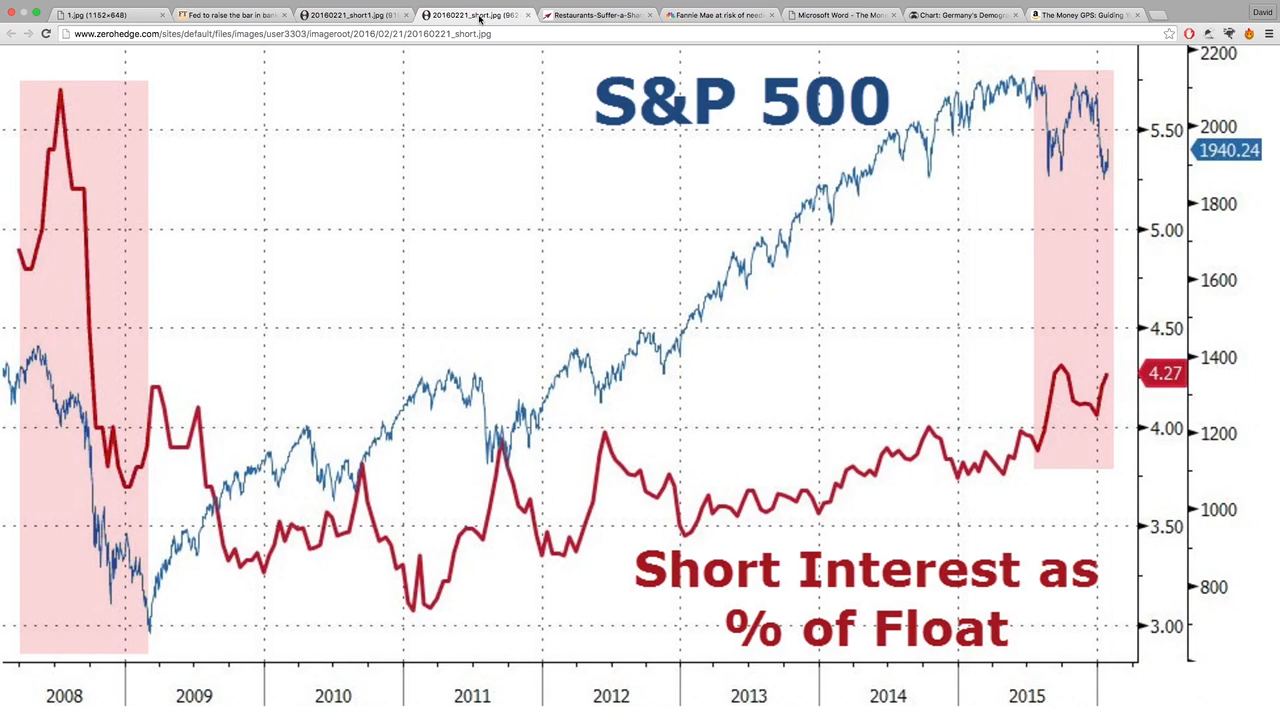 1.jpg (1152×648)
Fed to raise the bar in ban
20160221_short1.jpg (91
20160221_short.jpg (962
Restaurants-Suffer-a-Sha
Fannie Mae at risk of need
Microsoft Word - The Mon
Chart: Germany's Demogra
The Money GPS: Guiding Y
David
www.zerohedge.com/sites/default/files/images/user3303/imageroot/2016/02/21/20160221_short.jpg
S&P 500
2200
5.50
2000
1940.24
1800
5.00
1600
4.50
1400
4.27
4.00
1200
3.50
1000
Short Interest as
% of Float
800
3.00
2008
2009
2010
2011
2012
2013
2014
2015